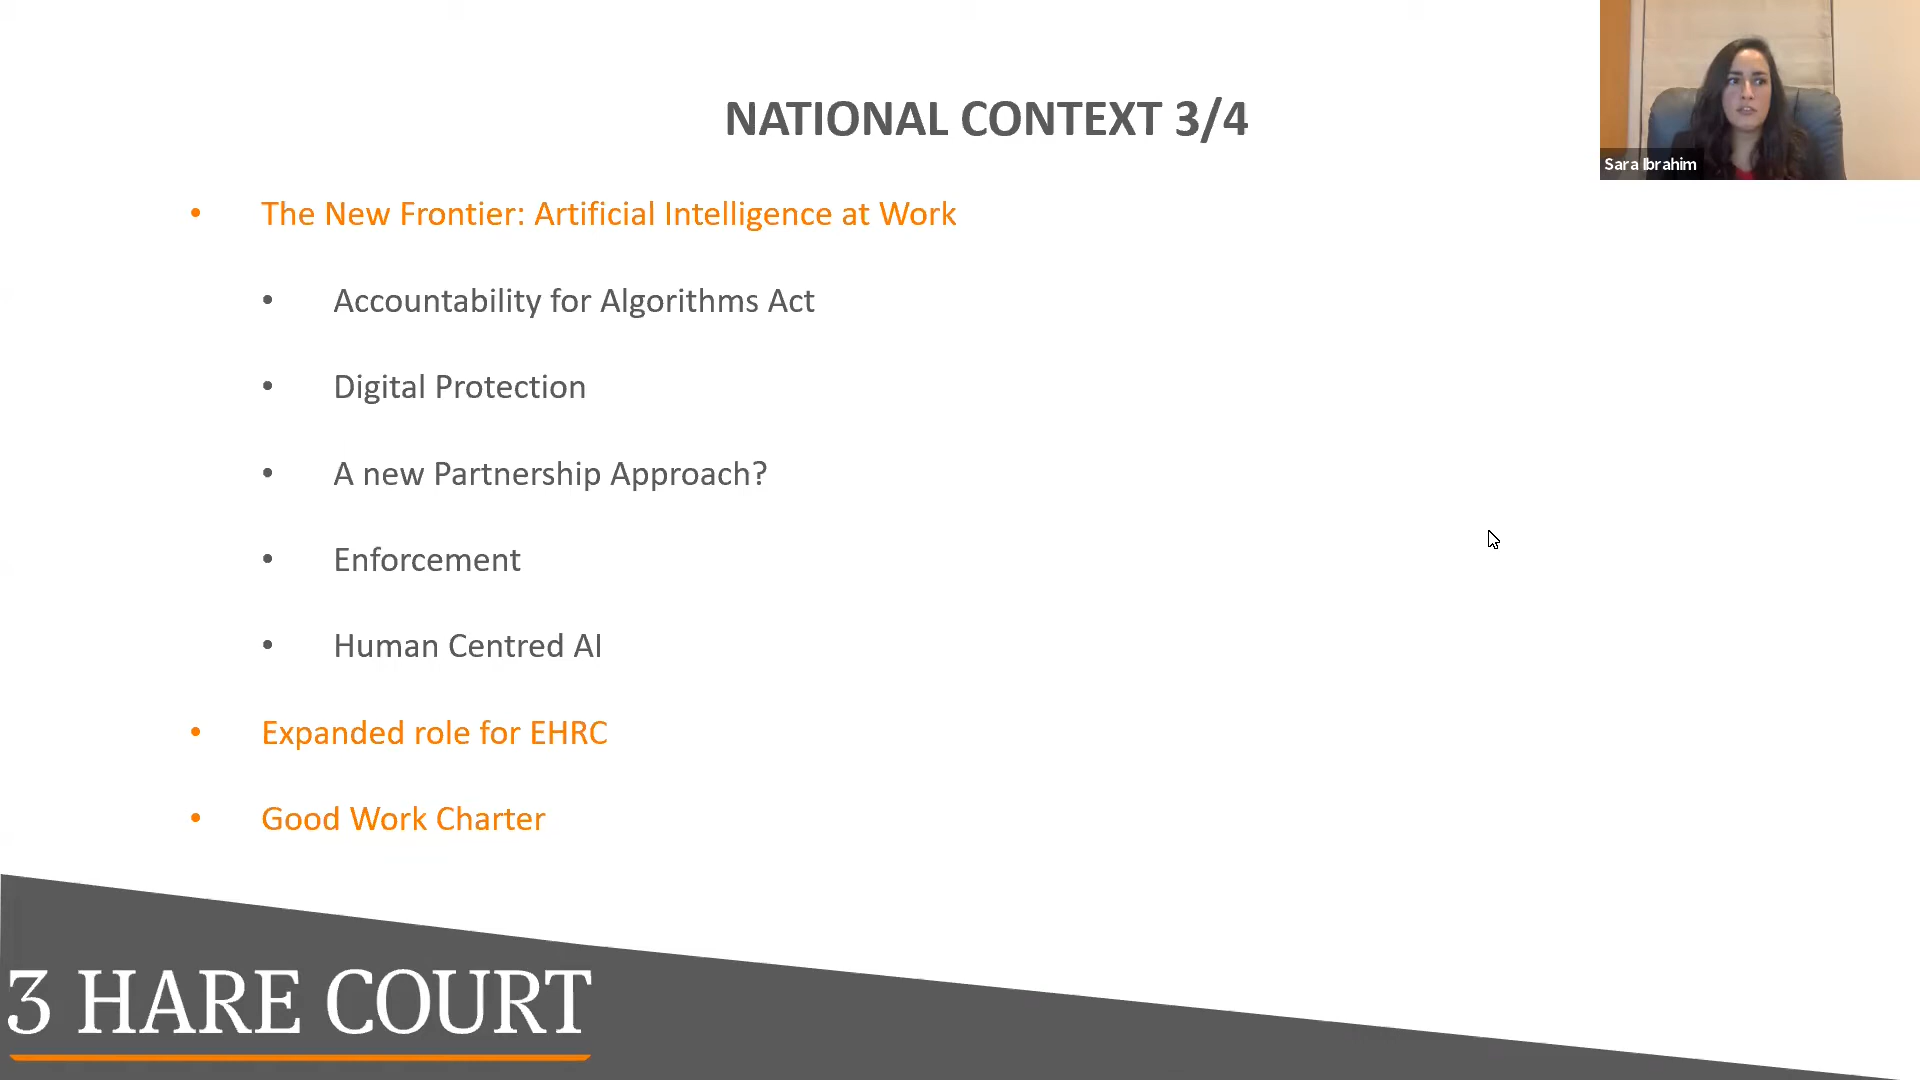 NATIONAL CONTEXT 3/4
Sara Ibrahim
• The New Frontier: Artificial Intelligence at Work
• Accountability for Algorithms Act
• Digital Protection
• A new Partnership Approach?
• Enforcement
• Human Centred AI
• Expanded role for EHRC
• Good Work Charter
3 HARE COURT